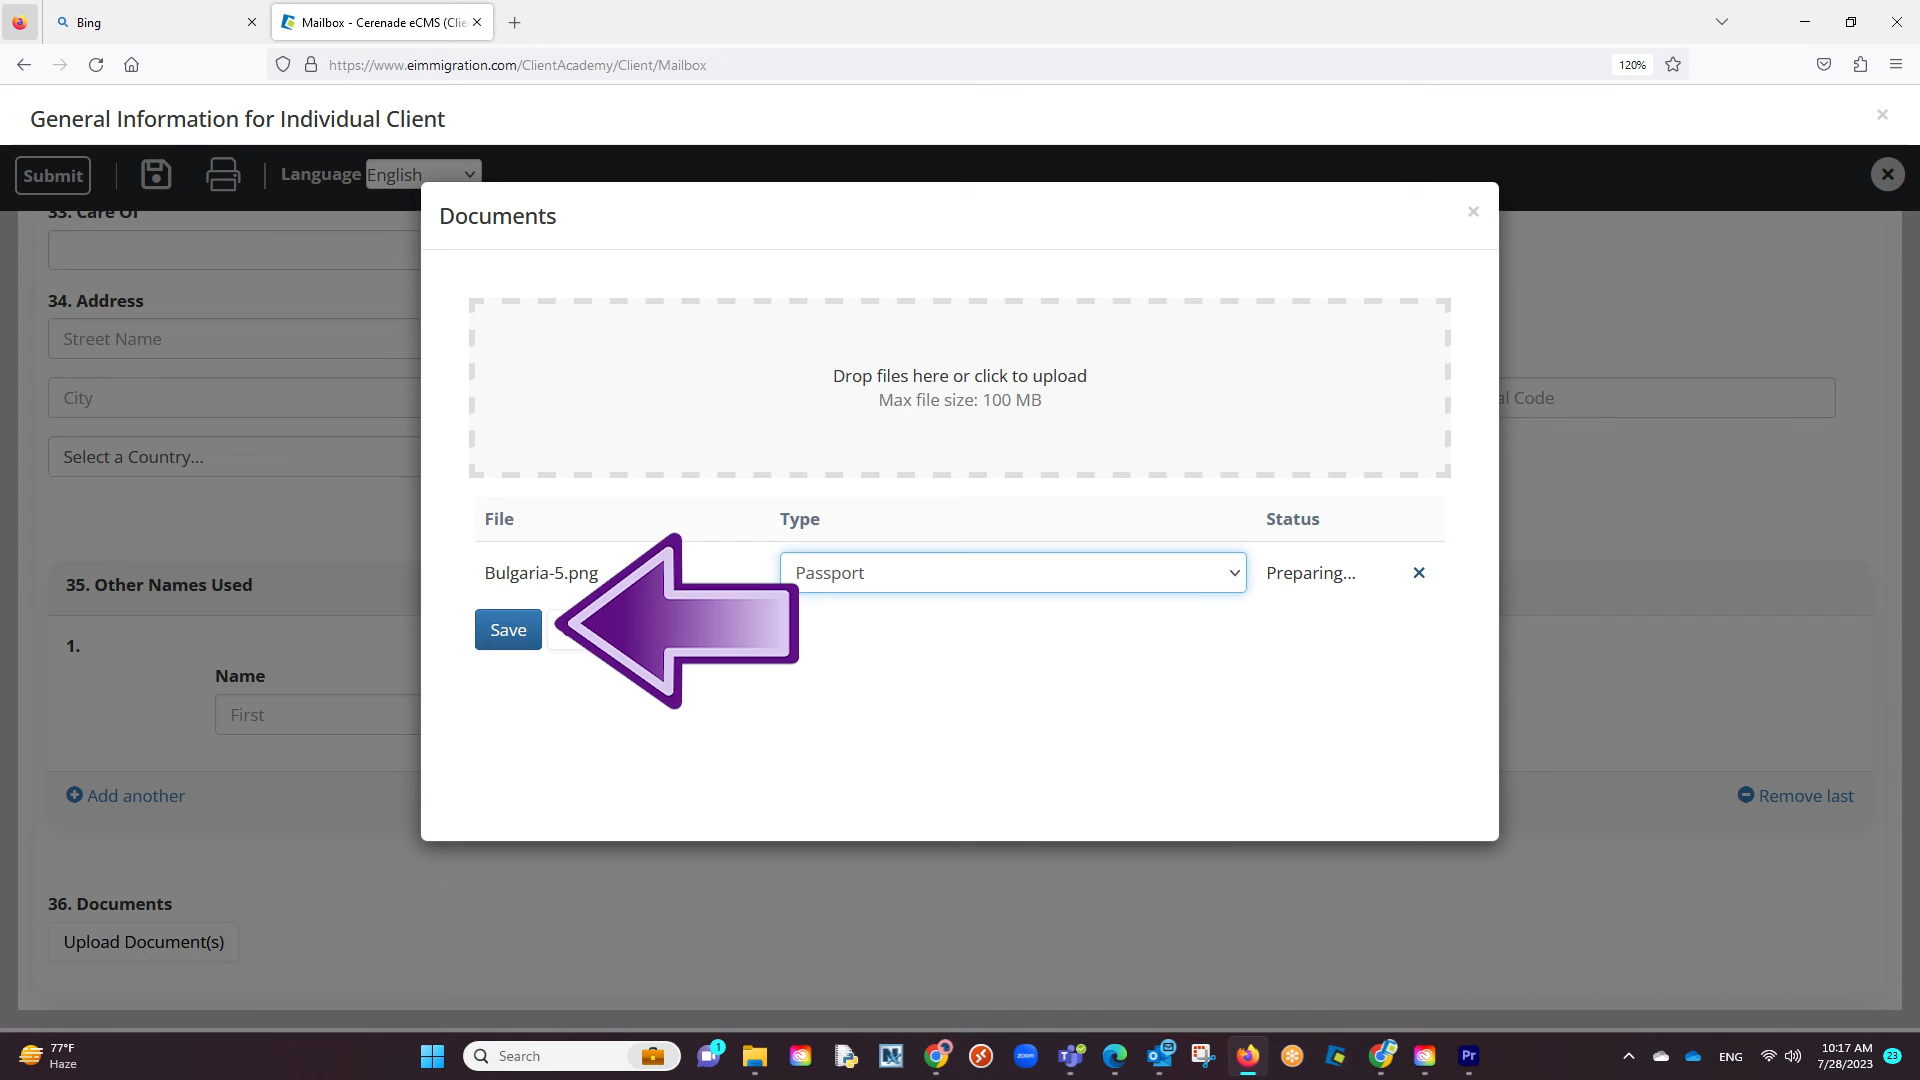 Bing
Mailbox - Cerenade eCMS (Clie
https://www.eimmigration.com/ClientAcademy/Client/Mailbox
120%
General Information for Individual Client
Submit
Language
English
33. Care Of
34. Address
Street Name
City
al Code
Select a Country...
35. Other Names Used
1.
Name
First
Add another
Remove last
36. Documents
Upload Document(s)
Documents
Drop files here or click to upload
Max file size: 100 MB
File
Type
Status
Bulgaria-5.png
Passport
Preparing...
Save
77°F
Haze
Search
1
zoom
Pr
ENG
10:17 AM
7/28/2023
23